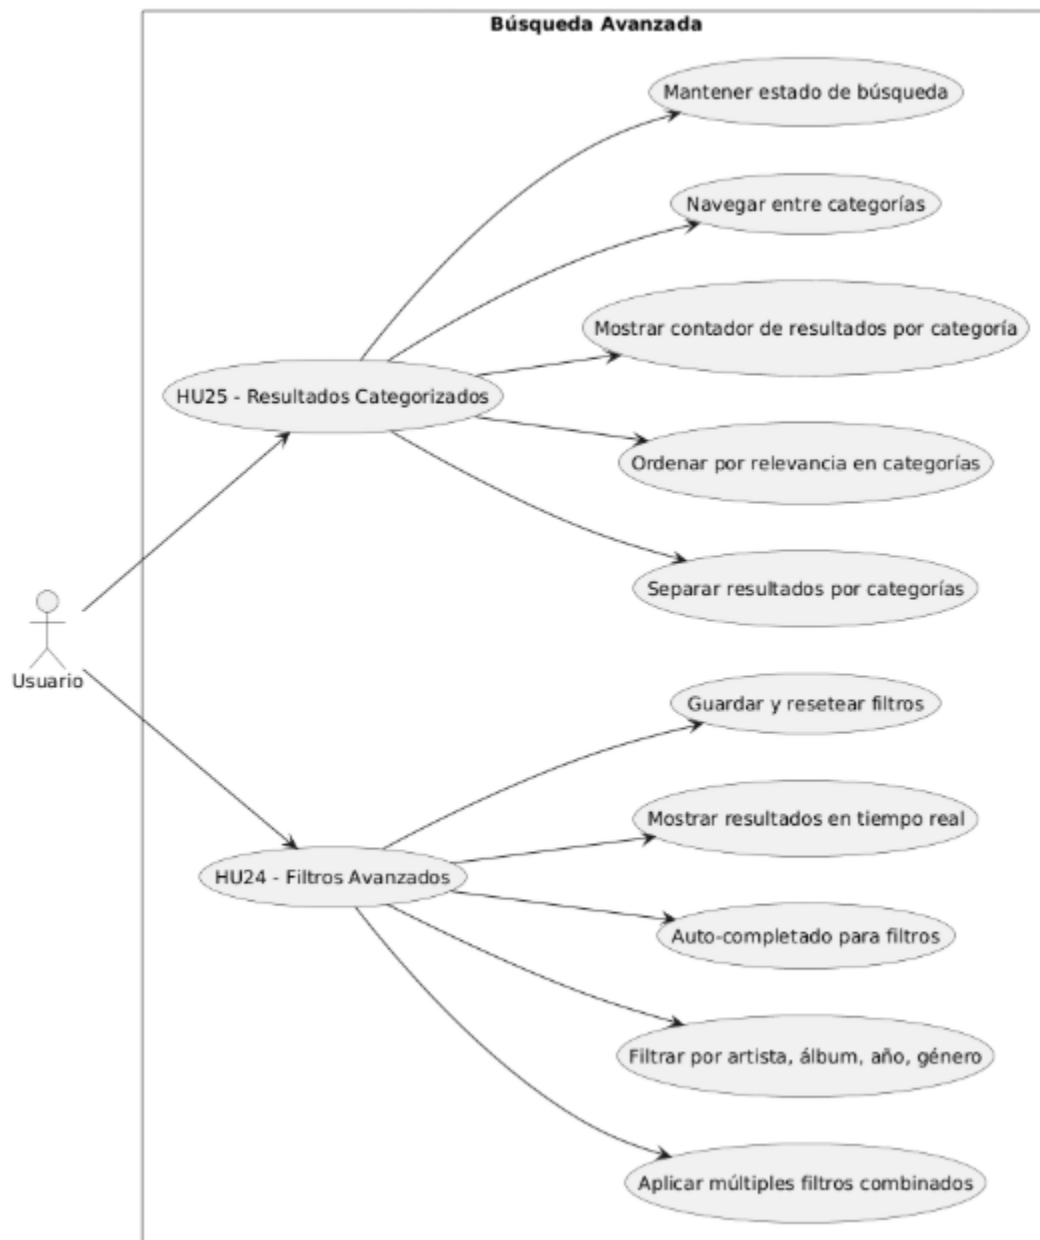 Búsqueda Avanzada
Mantener estado de búsqueda
Navegar entre categorías
Mostrar contador de resultados por categoría
HU25 - Resultados Categorizados
Ordenar por relevancia en categorías
Separar resultados por categorías
Usuario
Guardar y resetear filtros
Mostrar resultados en tiempo real
HU24 - Filtros Avanzados
Auto-completado para filtros
Filtrar por artista, álbum, año, género
Aplicar múltiples filtros combinados